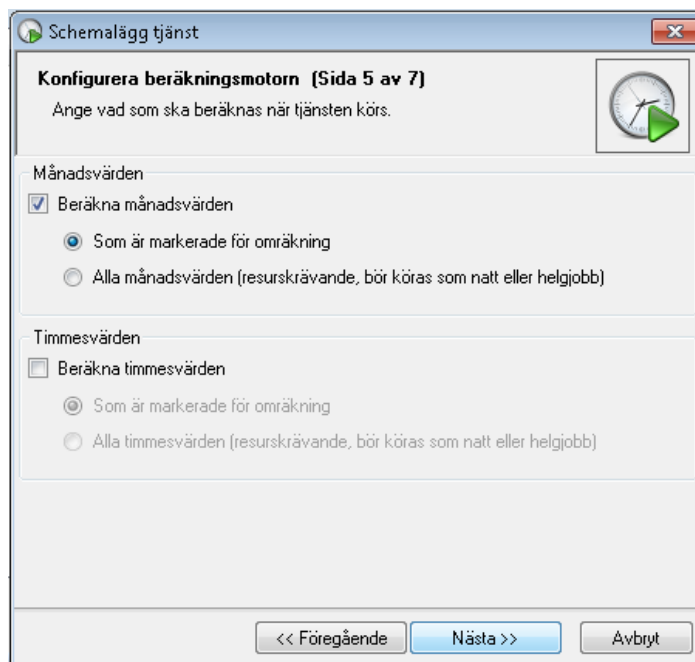 Schemalägg tjänst
Konfigurera beräkningsmotorn (Sida 5 av 7)
Ange vad som ska beräknas när tjänsten körs.
Månadsvärden
Beräkna månadsvärden
Som är markerade för omräkning
Alla månadsvärden (resurskrävande, bör köras som natt eller helgjobb)
Timmesvärden
Beräkna timmesvärden
Som är markerade för omräkning
Alla timmesvärden (resurskrävande, bör köras som natt eller helgjobb)
<< Föregående Nästa >> Avbryt